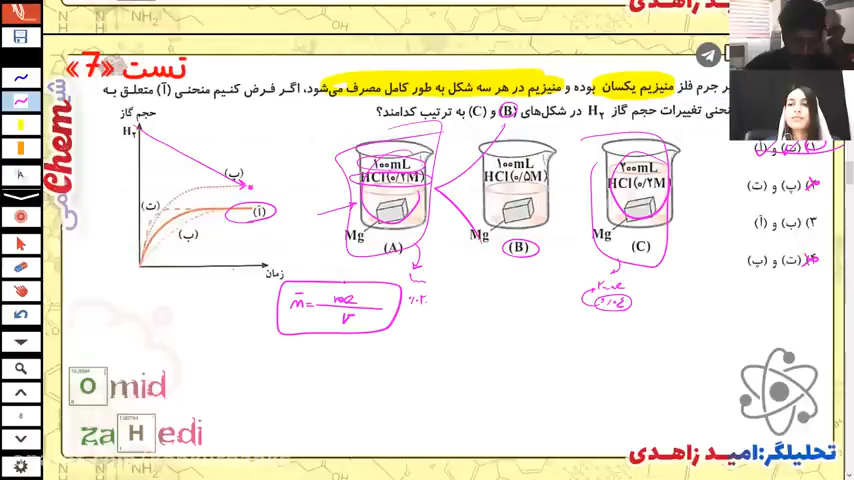 تست «7»
جرم فلز منیزیم یکسان بوده و منیزیم در هر سه شکل به طور کامل مصرف می‌شود، اگر فرض کنیم منحنی (آ) متعلق به
منحنی تغییرات حجم گاز H₂ در شکل‌های (B) و (C) به ترتیب کدامند؟
۲) (پ) و (ت)
۳) (ب) و (آ)
۴) (ت) و (پ)
حجم گاز
H₂
(پ)
(ت)
(آ)
(ب)
زمان
۱۰۰mL
HCl(۰/۲M)
Mg
(A)
۱۰۰mL
HCl(۰/۵M)
Mg
(B)
۲۰۰mL
HCl(۰/۲M)
Mg
(C)
شیمی Chem
Omid
zaHedi
تحلیلگر: امید زاهدی